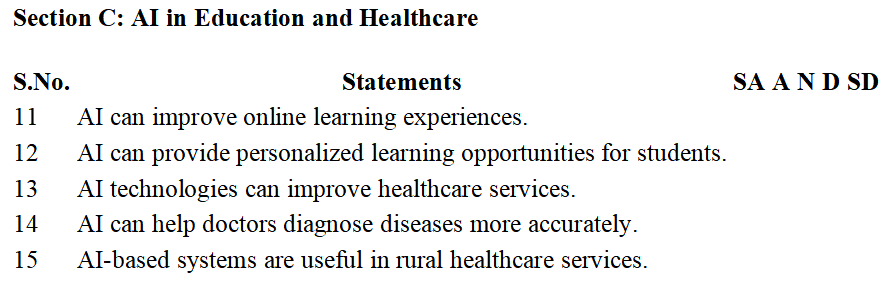 Section C: AI in Education and Healthcare
S.No. Statements SA A N D SD
11 AI can improve online learning experiences.
12 AI can provide personalized learning opportunities for students.
13 AI technologies can improve healthcare services.
14 AI can help doctors diagnose diseases more accurately.
15 AI-based systems are useful in rural healthcare services.